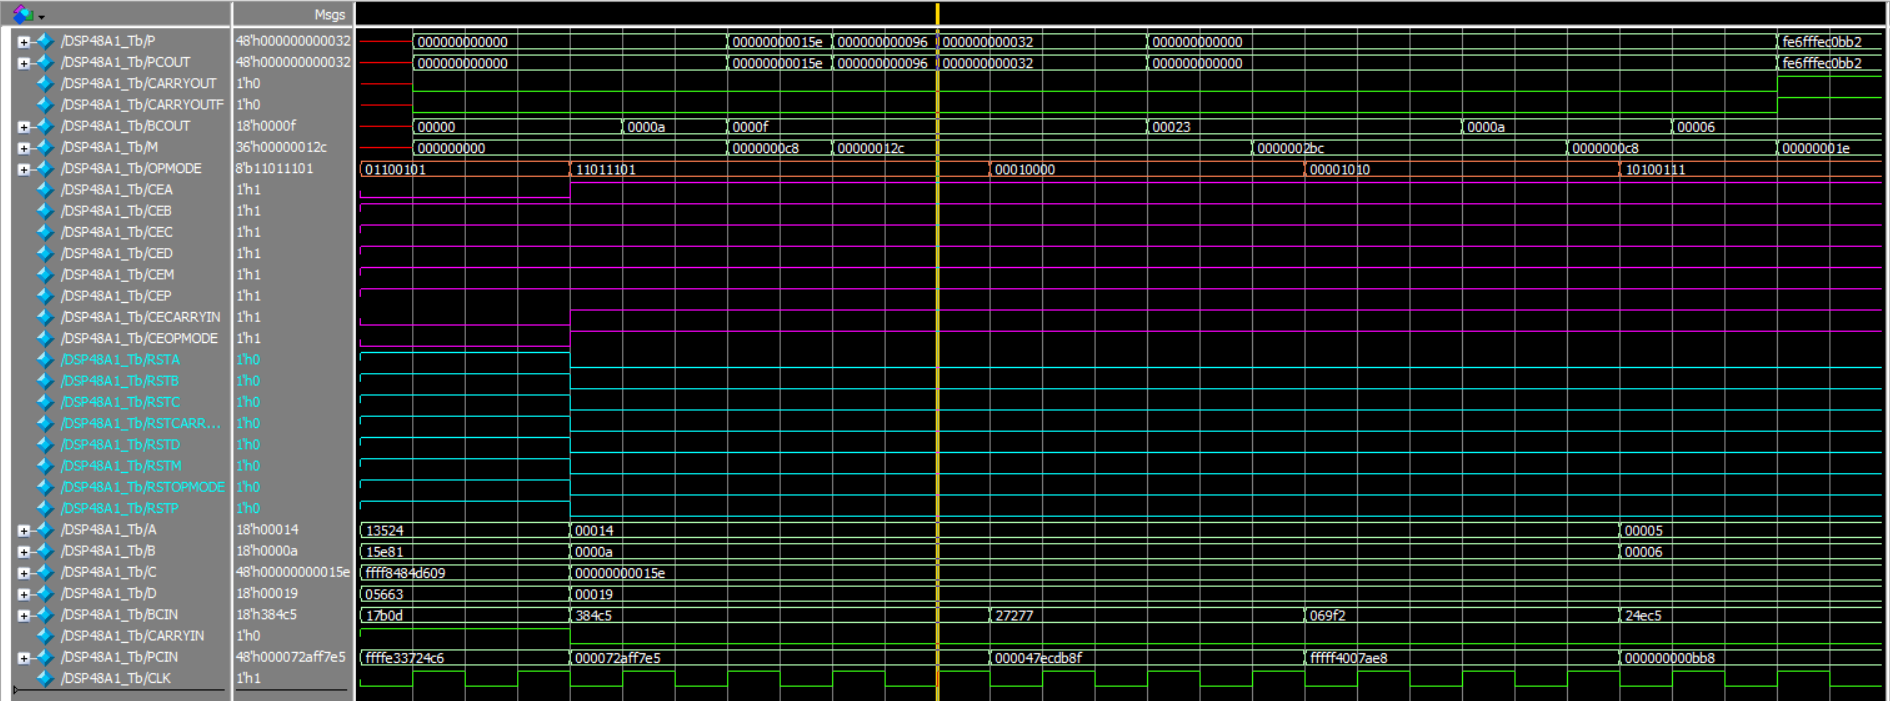 Msgs
/DSP48A1_Tb/P 48'h000000000032 000000000000 00000000015e 000000000096 000000000032 000000000000 fe6fffec0bb2
/DSP48A1_Tb/PCOUT 48'h000000000032 000000000000 00000000015e 000000000096 000000000032 000000000000 fe6fffec0bb2
/DSP48A1_Tb/CARRYOUT 1'h0
/DSP48A1_Tb/CARRYOUTF 1'h0
/DSP48A1_Tb/BCOUT 18'h0000f 00000 0000a 0000f 00023 0000a 00006
/DSP48A1_Tb/M 36'h00000012c 000000000 0000000c8 00000012c 0000002bc 0000000c8 00000001e
/DSP48A1_Tb/OPMODE 8'b11011101 01100101 11011101 00010000 00001010 10100111
/DSP48A1_Tb/CEA 1'h1
/DSP48A1_Tb/CEB 1'h1
/DSP48A1_Tb/CEC 1'h1
/DSP48A1_Tb/CED 1'h1
/DSP48A1_Tb/CEM 1'h1
/DSP48A1_Tb/CEP 1'h1
/DSP48A1_Tb/CECARRYIN 1'h1
/DSP48A1_Tb/CEOPMODE 1'h1
/DSP48A1_Tb/RSTA 1'h0
/DSP48A1_Tb/RSTB 1'h0
/DSP48A1_Tb/RSTC 1'h0
/DSP48A1_Tb/RSTCARR... 1'h0
/DSP48A1_Tb/RSTD 1'h0
/DSP48A1_Tb/RSTM 1'h0
/DSP48A1_Tb/RSTOPMODE 1'h0
/DSP48A1_Tb/RSTP 1'h0
/DSP48A1_Tb/A 18'h00014 13524 00014 00005
/DSP48A1_Tb/B 18'h0000a 15e81 0000a 00006
/DSP48A1_Tb/C 48'h00000000015e ffff8484d609 00000000015e
/DSP48A1_Tb/D 18'h00019 05663 00019
/DSP48A1_Tb/BCIN 18'h384c5 17b0d 384c5 27277 069f2 24ec5
/DSP48A1_Tb/CARRYIN 1'h0
/DSP48A1_Tb/PCIN 48'h000072aff7e5 ffffe33724c6 000072aff7e5 000047ecdb8f fffff4007ae8 000000000bb8
/DSP48A1_Tb/CLK 1'h1